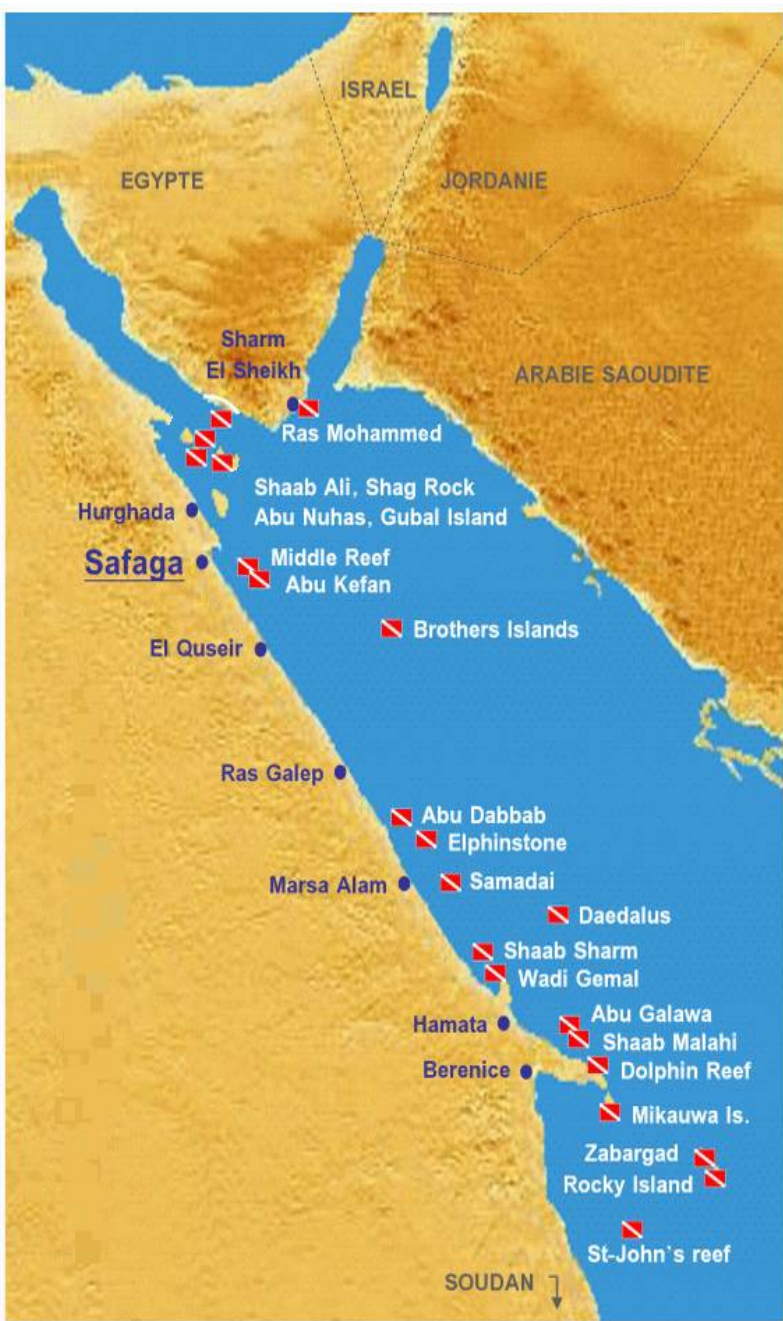 ISRAEL
EGYPTE
JORDANIE
Sharm
El Sheikh
ARABIE SAOUDITE
Ras Mohammed
Shaab Ali, Shag Rock
Abu Nuhas, Gubal Island
Hurghada
Safaga
Middle Reef
Abu Kefan
Brothers Islands
El Quseir
Ras Galep
Abu Dabbab
Elphinstone
Marsa Alam
Samadai
Daedalus
Shaab Sharm
Wadi Gemal
Abu Galawa
Hamata
Shaab Malahi
Berenice
Dolphin Reef
Mikauwa Is.
Zabargad
Rocky Island
St-John's reef
SOUDAN